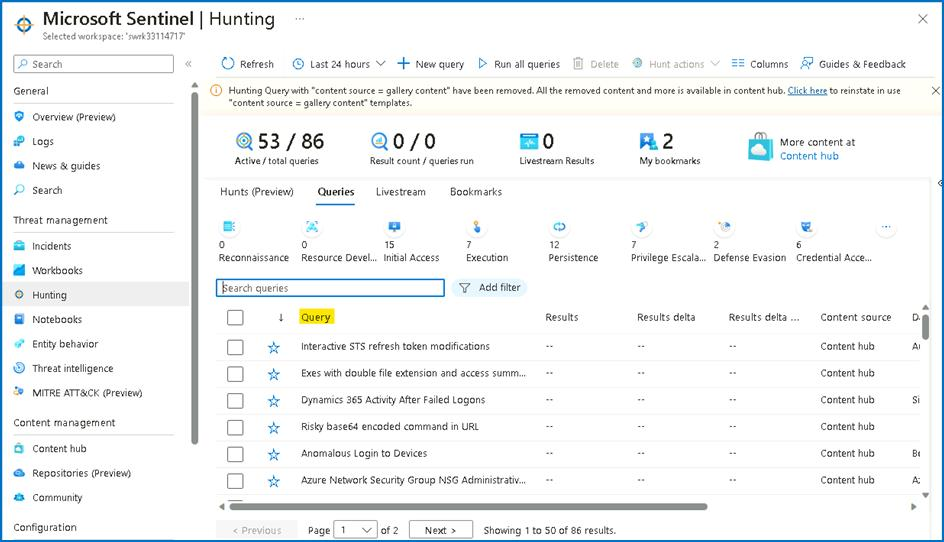 Microsoft Sentinel | Hunting ...
Selected workspace: 'swrk33114717'
Search
«
Refresh Last 24 hours New query Run all queries Delete Hunt actions Columns Guides & Feedback
General
Overview (Preview)
Logs
News & guides
Search
Threat management
Incidents
Workbooks
Hunting
Notebooks
Entity behavior
Threat intelligence
MITRE ATT&CK (Preview)
Content management
Content hub
Repositories (Preview)
Community
Configuration
Hunting Query with "content source = gallery content" have been removed. All the removed content and more is available in content hub. Click here to reinstate in use
"content source = gallery content" templates.
53 / 86
Active / total queries
0 / 0
Result count / queries run
0
Livestream Results
2
My bookmarks
More content at
Content hub
Hunts (Preview) Queries Livestream Bookmarks
0
Reconnaissance
0
Resource Devel...
15
Initial Access
7
Execution
12
Persistence
7
Privilege Escala...
2
Defense Evasion
6
Credential Acce...
...
Search queries
Add filter
↓ Query Results Results delta Results delta ... Content source D
Interactive STS refresh token modifications -- -- -- Content hub Au
Exes with double file extension and access summ... -- -- -- Content hub
Dynamics 365 Activity After Failed Logons -- -- -- Content hub Si
Risky base64 encoded command in URL -- -- -- Content hub
Anomalous Login to Devices -- -- -- Content hub Be
Azure Network Security Group NSG Administrativ... -- -- -- Content hub Az
< Previous Page 1 of 2 Next > Showing 1 to 50 of 86 results.